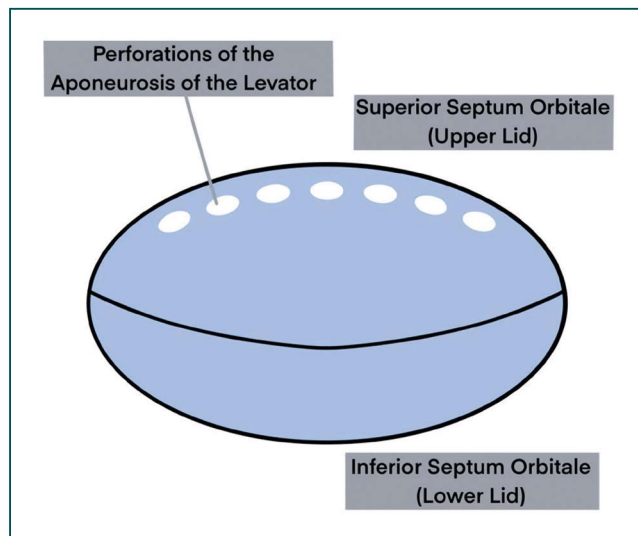 Perforations of the
Aponeurosis of the Levator
Superior Septum Orbitale
(Upper Lid)
Inferior Septum Orbitale
(Lower Lid)